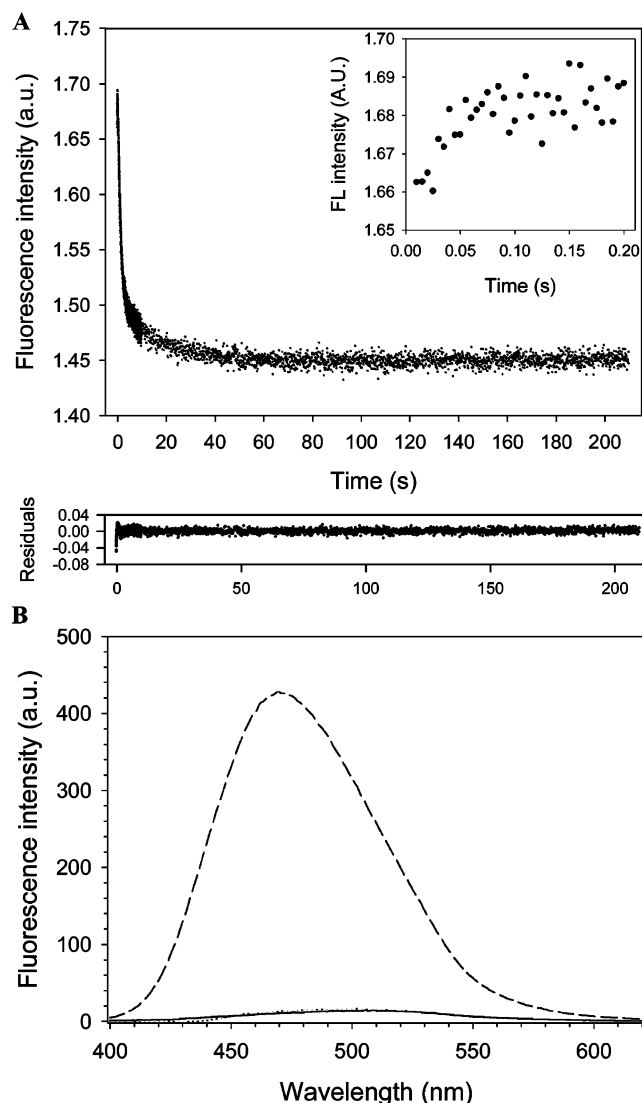 A
Fluorescence intensity (a.u.)
1.75
1.70
1.65
1.60
1.55
1.50
1.45
1.40
0 20 40 60 80 100 120 140 160 180 200
Time (s)
FL intensity (A.U.)
1.70
1.69
1.68
1.67
1.66
1.65
0.00 0.05 0.10 0.15 0.20
Time (s)
Residuals
0.04
0.00
-0.04
-0.08
0 50 100 150 200
B
Fluorescence intensity (a.u.)
500
400
300
200
100
0
400 450 500 550 600
Wavelength (nm)